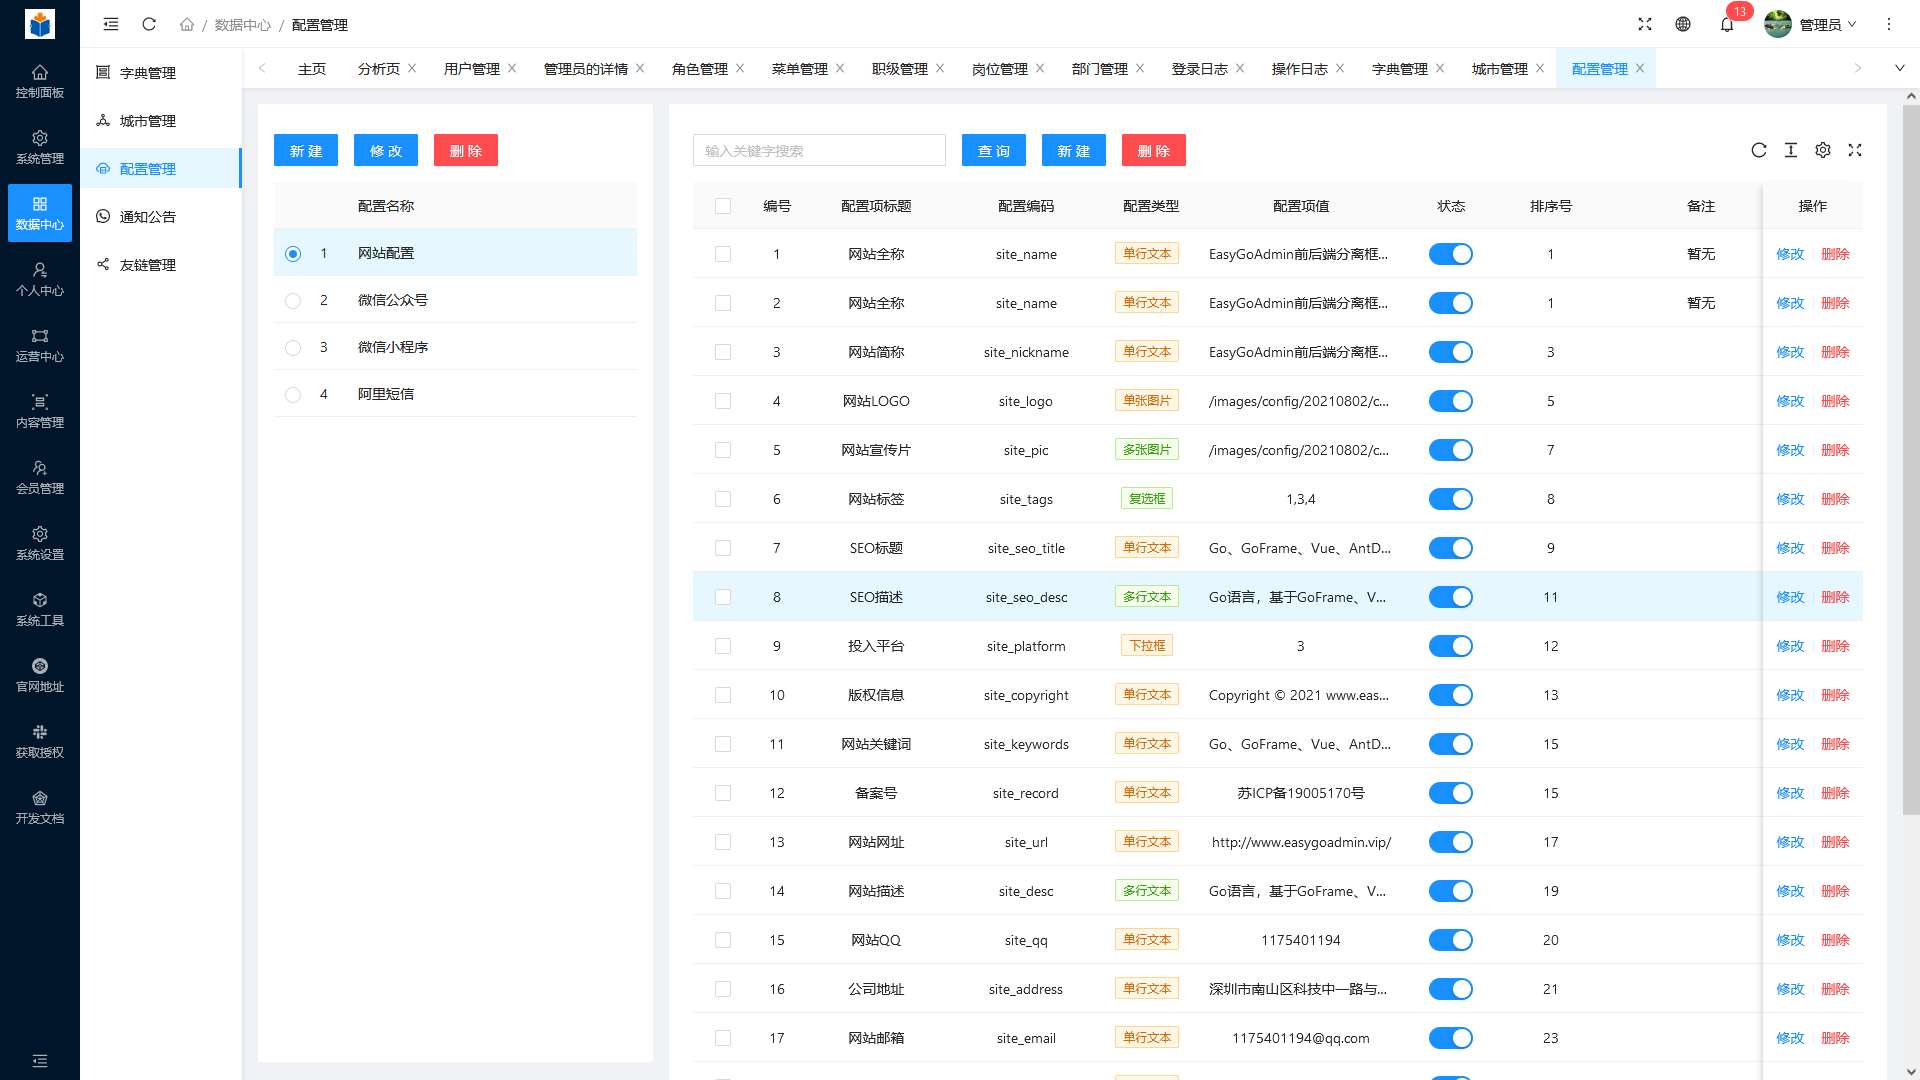 / 数据中心 / 配置管理
13
管理员
控制面板
系统管理
数据中心
个人中心
运营中心
内容管理
会员管理
系统设置
系统工具
官网地址
获取授权
开发文档
字典管理
城市管理
配置管理
通知公告
友链管理
主页 分析页 用户管理 管理员的详情 角色管理 菜单管理 职级管理 岗位管理 部门管理 登录日志 操作日志 字典管理 城市管理 配置管理
新 建 修 改 删 除
配置名称
1 网站配置
2 微信公众号
3 微信小程序
4 阿里短信
输入关键字搜索 查 询 新 建 删 除
编号 配置项标题 配置编码 配置类型 配置项值 状态 排序号 备注 操作
1 网站全称 site_name 单行文本 EasyGoAdmin前后端分离框... 1 暂无 修改 删除
2 网站全称 site_name 单行文本 EasyGoAdmin前后端分离框... 1 暂无 修改 删除
3 网站简称 site_nickname 单行文本 EasyGoAdmin前后端分离框... 3 修改 删除
4 网站LOGO site_logo 单张图片 /images/config/20210802/c... 5 修改 删除
5 网站宣传片 site_pic 多张图片 /images/config/20210802/c... 7 修改 删除
6 网站标签 site_tags 复选框 1,3,4 8 修改 删除
7 SEO标题 site_seo_title 单行文本 Go、GoFrame、Vue、AntD... 9 修改 删除
8 SEO描述 site_seo_desc 多行文本 Go语言，基于GoFrame、V... 11 修改 删除
9 投入平台 site_platform 下拉框 3 12 修改 删除
10 版权信息 site_copyright 单行文本 Copyright © 2021 www.eas... 13 修改 删除
11 网站关键词 site_keywords 单行文本 Go、GoFrame、Vue、AntD... 15 修改 删除
12 备案号 site_record 单行文本 苏ICP备19005170号 15 修改 删除
13 网站网址 site_url 单行文本 http://www.easygoadmin.vip/ 17 修改 删除
14 网站描述 site_desc 多行文本 Go语言，基于GoFrame、V... 19 修改 删除
15 网站QQ site_qq 单行文本 1175401194 20 修改 删除
16 公司地址 site_address 单行文本 深圳市南山区科技中一路与... 21 修改 删除
17 网站邮箱 site_email 单行文本 1175401194@qq.com 23 修改 删除